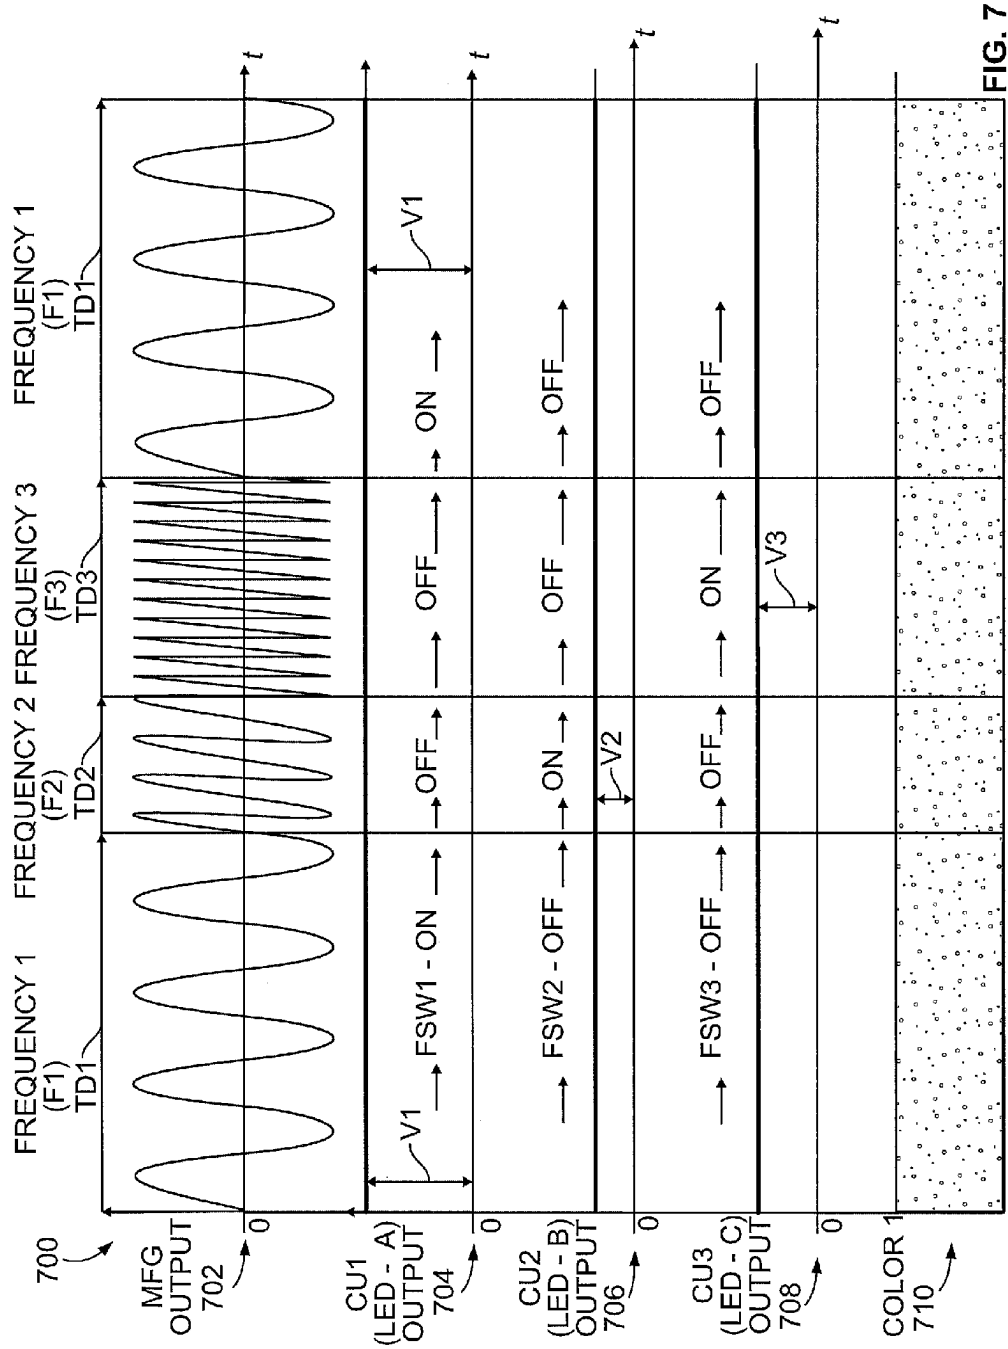 700
FREQUENCY 1
(F1)
TD1
FREQUENCY 2
(F2)
TD2
FREQUENCY 3
(F3)
TD3
FREQUENCY 1
(F1)
TD1
MFG
OUTPUT
702
0
t
CU1
(LED - A)
OUTPUT
704
0
V1
FSW1 - ON
OFF
OFF
ON
V1
t
CU2
(LED - B)
OUTPUT
706
0
FSW2 - OFF
ON
OFF
OFF
V2
t
CU3
(LED - C)
OUTPUT
708
0
FSW3 - OFF
OFF
ON
OFF
V3
t
COLOR 1
710
FIG. 7